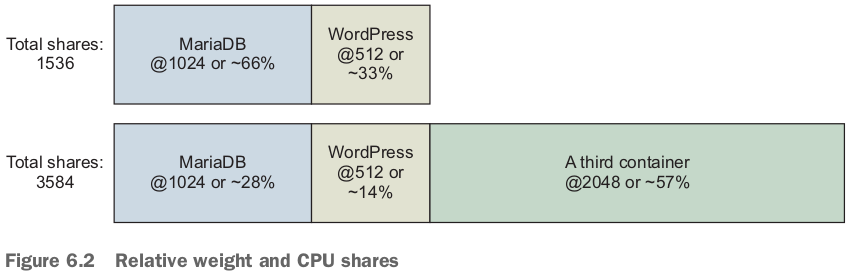 Total shares:
1536
MariaDB
@1024 or ~66%
WordPress
@512 or
~33%
Total shares:
3584
MariaDB
@1024 or ~28%
WordPress
@512 or
~14%
A third container
@2048 or ~57%
Figure 6.2 Relative weight and CPU shares